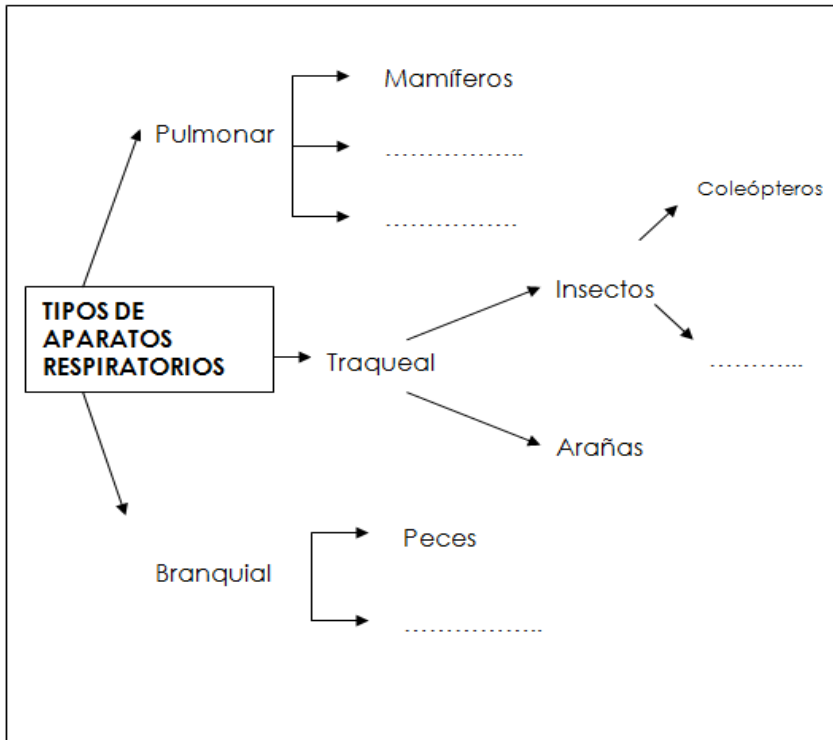 Mamíferos
Pulmonar
................
...............
Coleópteros
Insectos
TIPOS DE
APARATOS
RESPIRATORIOS
Traqueal
...........
Arañas
Peces
Branquial
.................